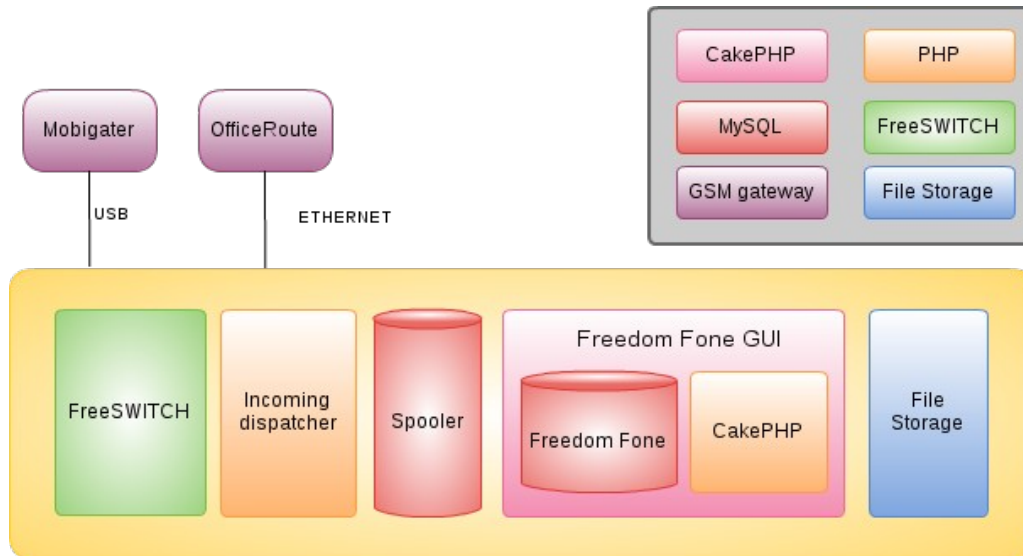 CakePHP
PHP
MySQL
FreeSWITCH
GSM gateway
File Storage
Mobigater
OfficeRoute
USB
ETHERNET
FreeSWITCH
Incoming
dispatcher
Spooler
Freedom Fone GUI
Freedom Fone
CakePHP
File
Storage